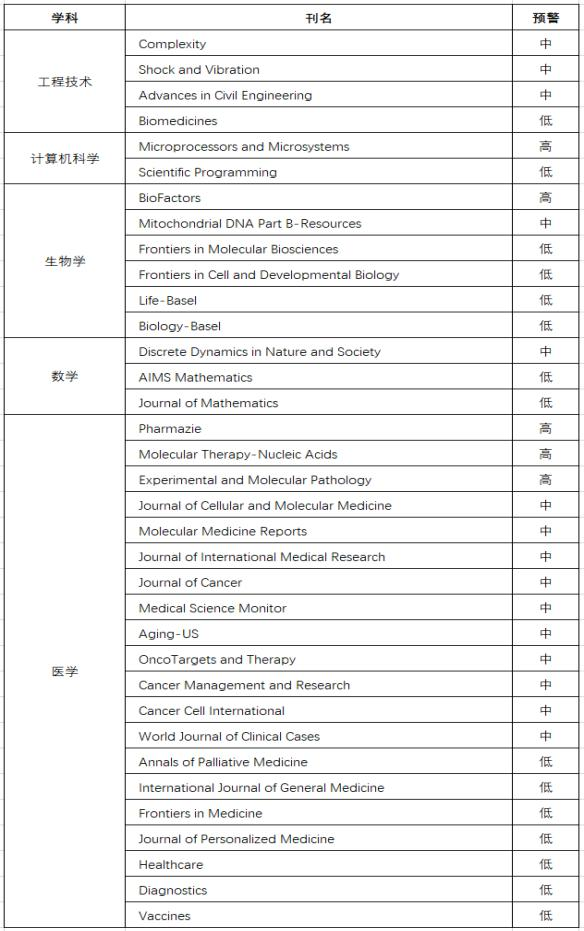 学科 刊名 预警
工程技术 Complexity 中
Shock and Vibration 中
Advances in Civil Engineering 中
Biomedicines 低
计算机科学 Microprocessors and Microsystems 高
Scientific Programming 低
生物学 BioFactors 高
Mitochondrial DNA Part B-Resources 中
Frontiers in Molecular Biosciences 低
Frontiers in Cell and Developmental Biology 低
Life-Basel 低
Biology-Basel 低
数学 Discrete Dynamics in Nature and Society 中
AIMS Mathematics 低
Journal of Mathematics 低
医学 Pharmazie 高
Molecular Therapy-Nucleic Acids 高
Experimental and Molecular Pathology 高
Journal of Cellular and Molecular Medicine 中
Molecular Medicine Reports 中
Journal of International Medical Research 中
Journal of Cancer 中
Medical Science Monitor 中
Aging-US 中
OncoTargets and Therapy 中
Cancer Management and Research 中
Cancer Cell International 中
World Journal of Clinical Cases 中
Annals of Palliative Medicine 低
International Journal of General Medicine 低
Frontiers in Medicine 低
Journal of Personalized Medicine 低
Healthcare 低
Diagnostics 低
Vaccines 低